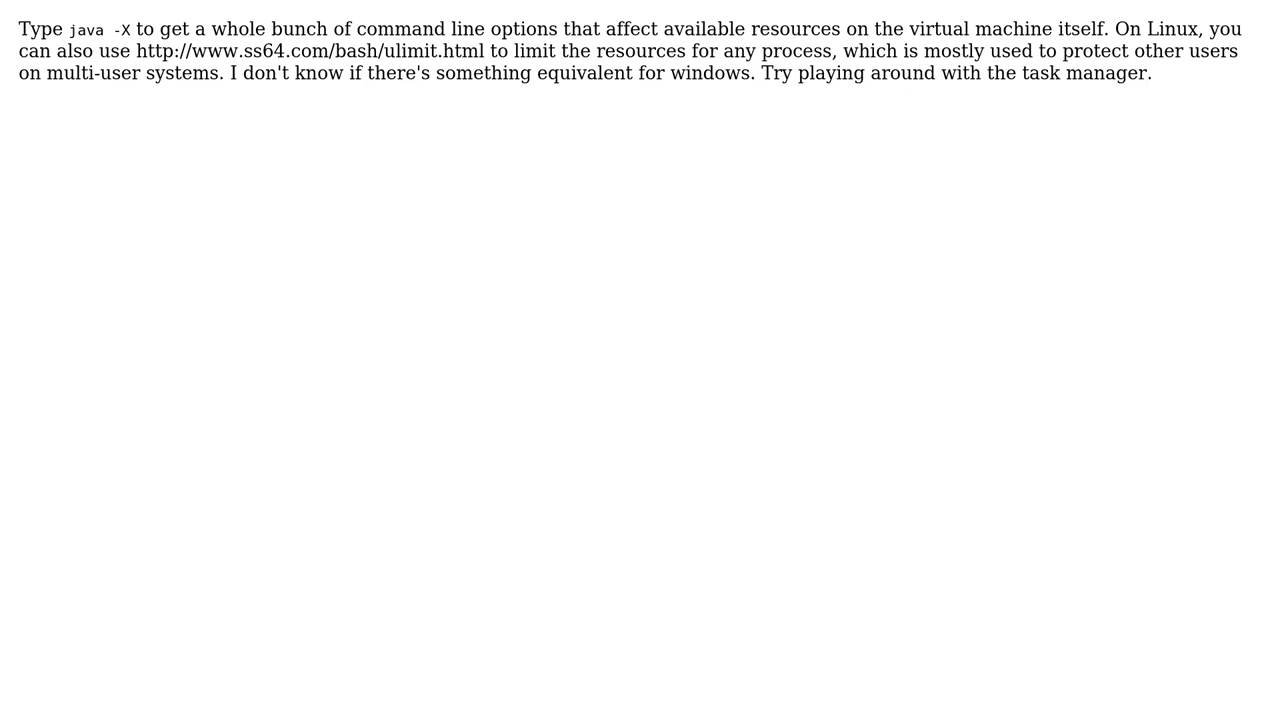 Type java -X to get a whole bunch of command line options that affect available resources on the virtual machine itself. On Linux, you
can also use http://www.ss64.com/bash/ulimit.html to limit the resources for any process, which is mostly used to protect other users
on multi-user systems. I don't know if there's something equivalent for windows. Try playing around with the task manager.